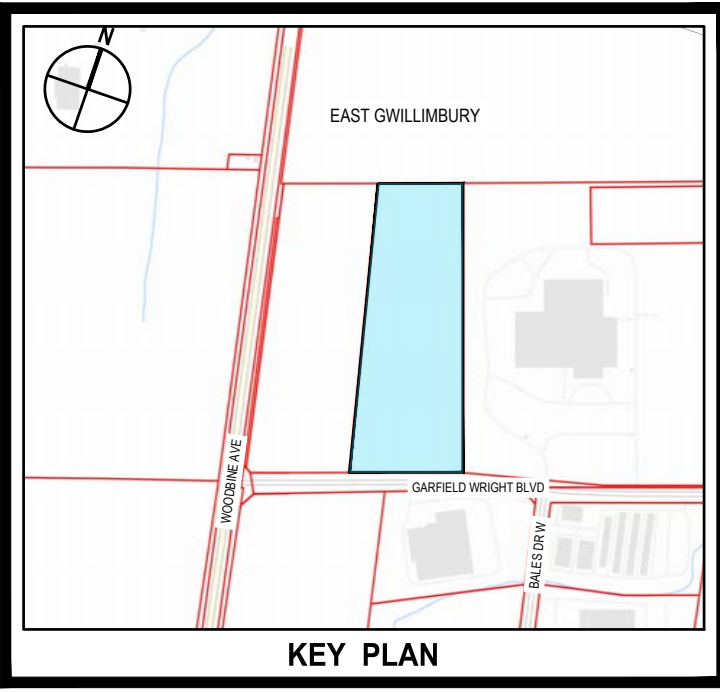 N
EAST GWILLIMBURY
WOODBINE AVE
GARFIELD WRIGHT BLVD
BALES DR W
KEY PLAN